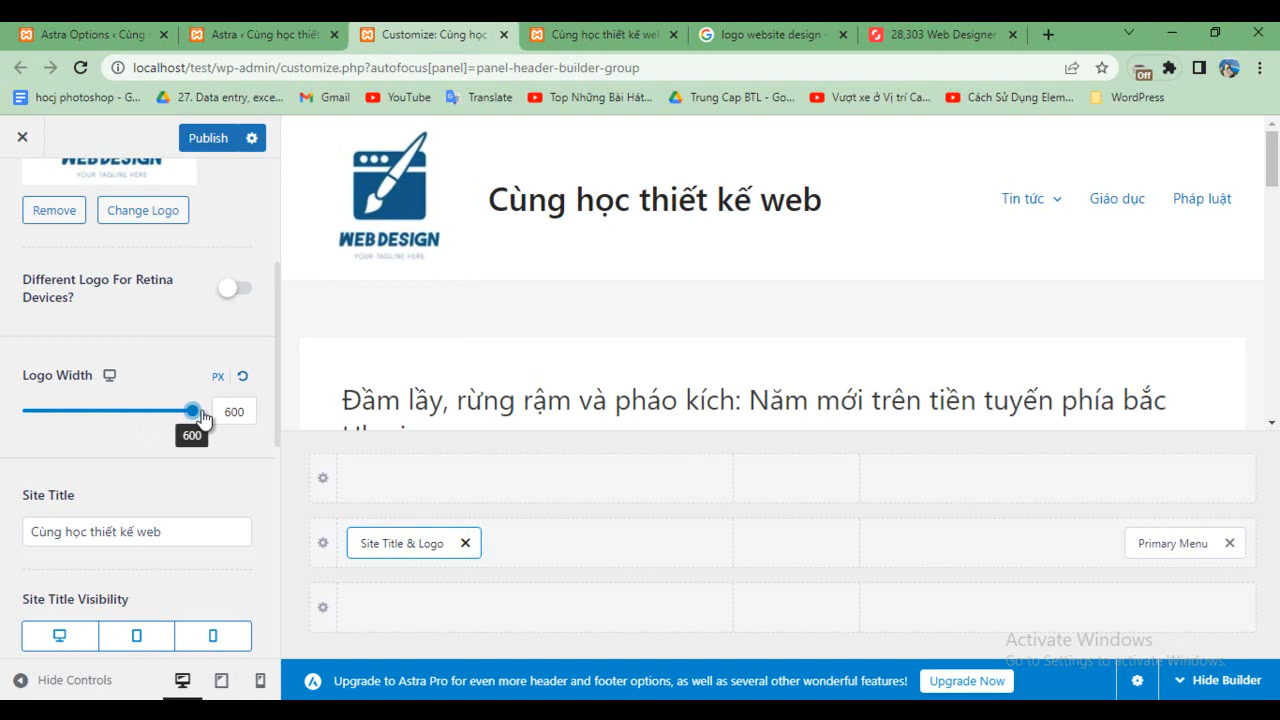 Astra Options ‹ Cùng
Astra ‹ Cùng học thiết
Customize: Cùng học
Cùng học thiết kế we
logo website design -
28,303 Web Designer
localhost/test/wp-admin/customize.php?autofocus[panel]=panel-header-builder-group
Off
hocj photoshop - G...
27. Data entry, exce...
Gmail
YouTube
Translate
Top Những Bài Hát...
Trung Cap BTL - Go...
Vượt xe ở Vị trí Ca...
Cách Sử Dụng Elem...
WordPress
Publish
WEB DESIGN
YOUR TAGLINE HERE
Remove
Change Logo
Different Logo For Retina
Devices?
Logo Width
PX
600
600
Site Title
Cùng học thiết kế web
Site Title Visibility
Hide Controls
WEB DESIGN
YOUR TAGLINE HERE
Cùng học thiết kế web
Tin tức
Giáo dục
Pháp luật
Đầm lầy, rừng rậm và pháo kích: Năm mới trên tiền tuyến phía bắc
Site Title & Logo
Primary Menu
Activate Windows
Go to Settings to activate Windows.
Upgrade to Astra Pro for even more header and footer options, as well as several other wonderful features!
Upgrade Now
Hide Builder